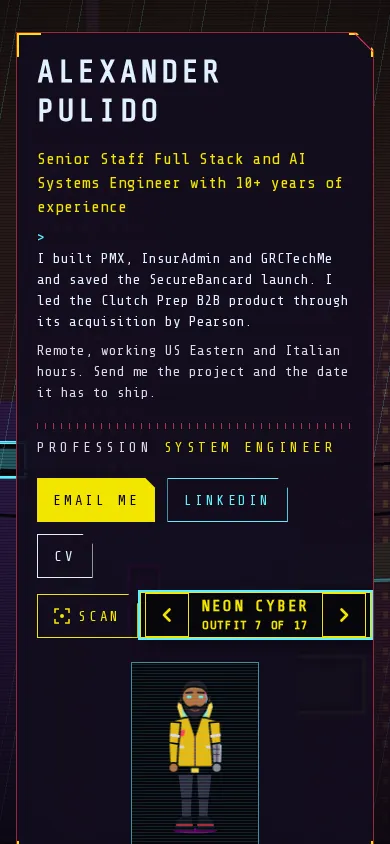 ALEXANDER
PULIDO
Senior Staff Full Stack and AI
Systems Engineer with 10+ years of
experience
>
I built PMX, InsurAdmin and GRCTechMe
and saved the SecureBancard launch. I
led the Clutch Prep B2B product through
its acquisition by Pearson.
Remote, working US Eastern and Italian
hours. Send me the project and the date
it has to ship.
PROFESSION SYSTEM ENGINEER
EMAIL ME LINKEDIN
CV
SCAN < NEON CYBER >
OUTFIT 7 OF 17